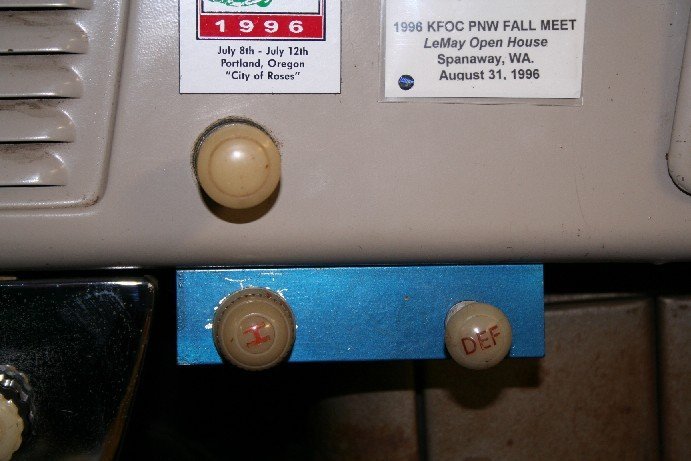 1996
July 8th - July 12th
Portland, Oregon
"City of Roses"
1996 KFOC PNW FALL MEET
LeMay Open House
Spanaway, WA.
August 31, 1996
H
DEF